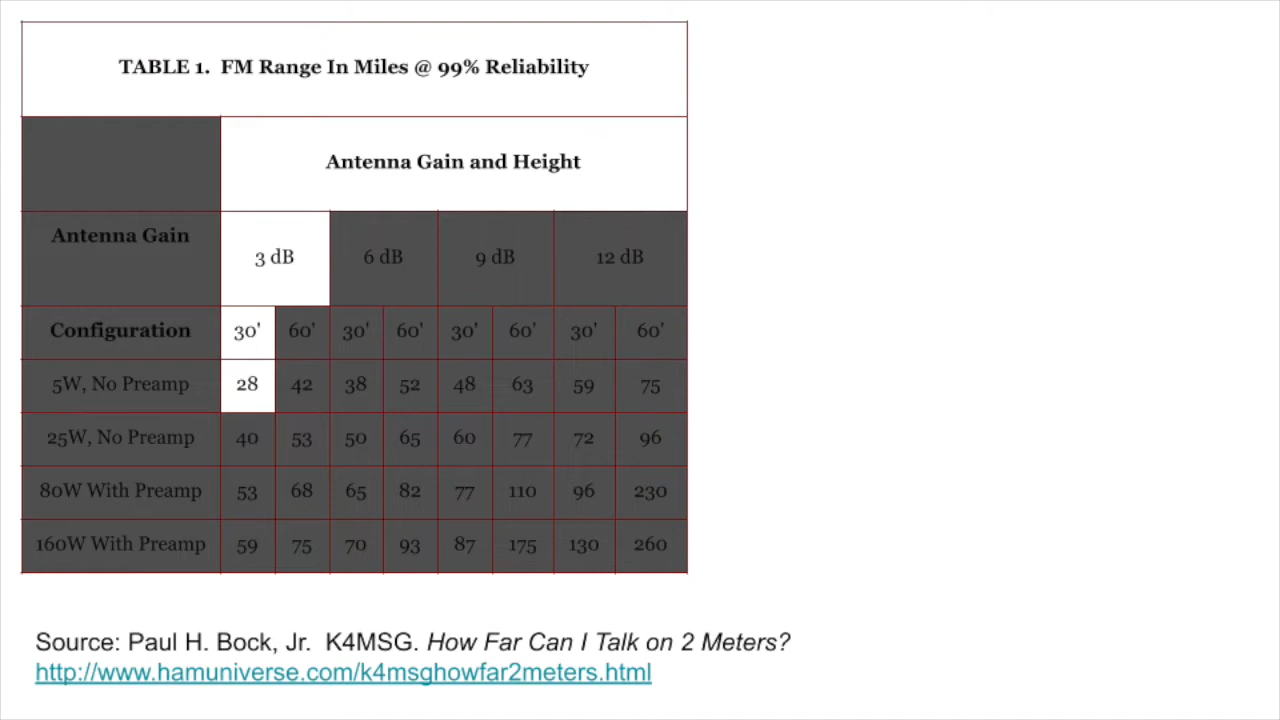 TABLE 1.  FM Range In Miles @ 99% Reliability
Antenna Gain and Height
Antenna Gain 3 dB 6 dB 9 dB 12 dB
Configuration 30' 60' 30' 60' 30' 60' 30' 60'
5W, No Preamp 28 42 38 52 48 63 59 75
25W, No Preamp 40 53 50 65 60 77 72 96
80W With Preamp 53 68 65 82 77 110 96 230
160W With Preamp 59 75 70 93 87 175 130 260
Source: Paul H. Bock, Jr.  K4MSG. How Far Can I Talk on 2 Meters?
http://www.hamuniverse.com/k4msghowfar2meters.html